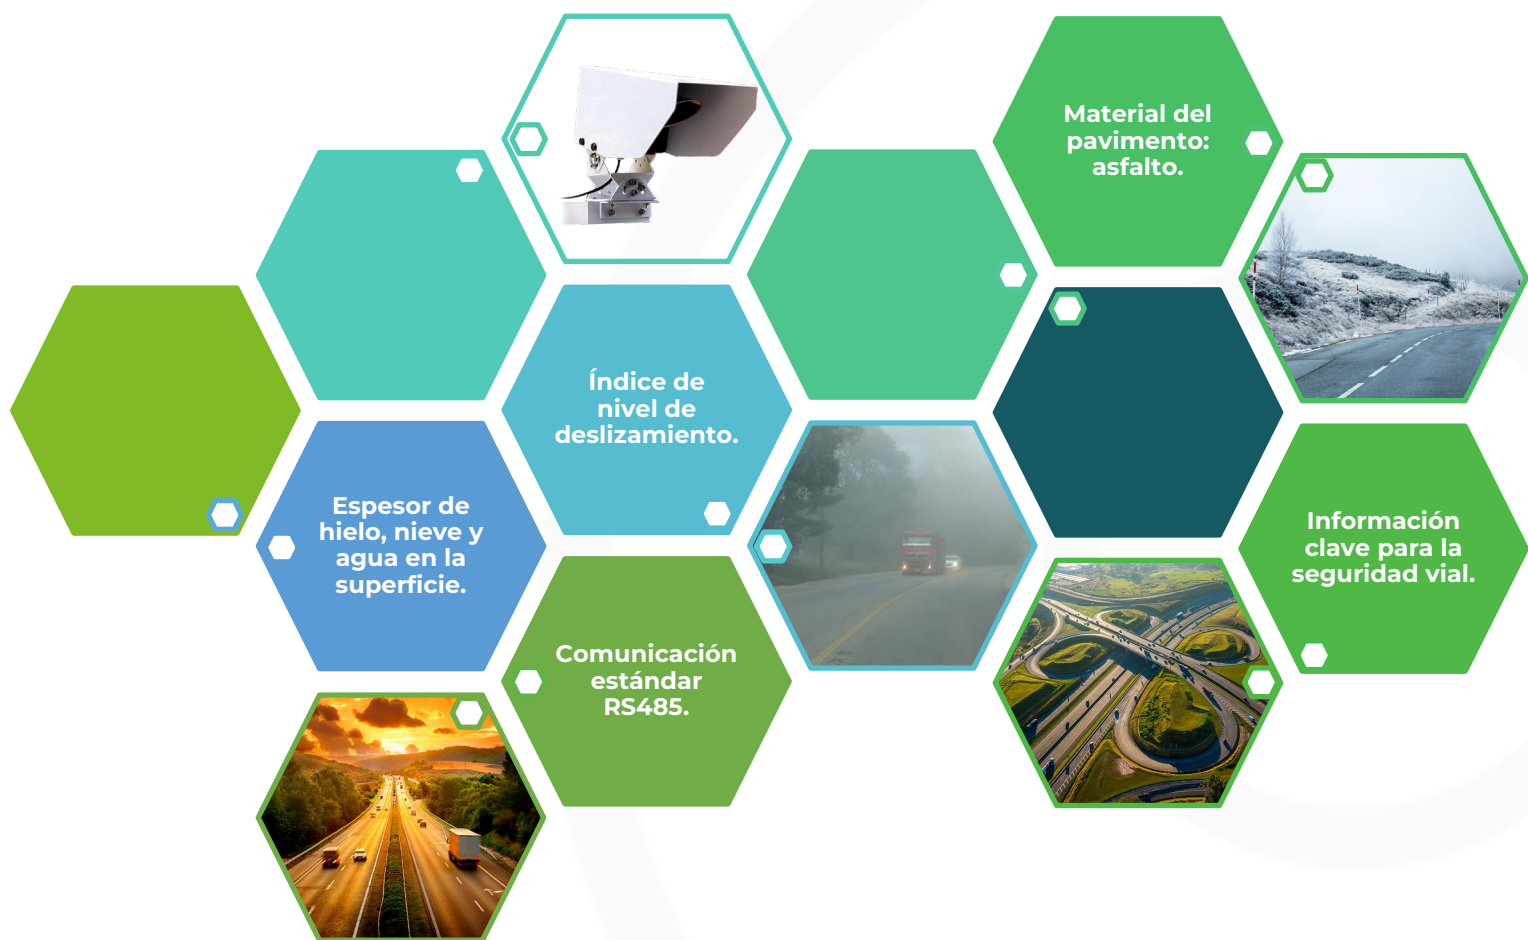 Material del
pavimento:
asfalto.
Índice de
nivel de
deslizamiento.
Espesor de
hielo, nieve y
agua en la
superficie.
Información
clave para la
seguridad vial.
Comunicación
estándar
RS485.